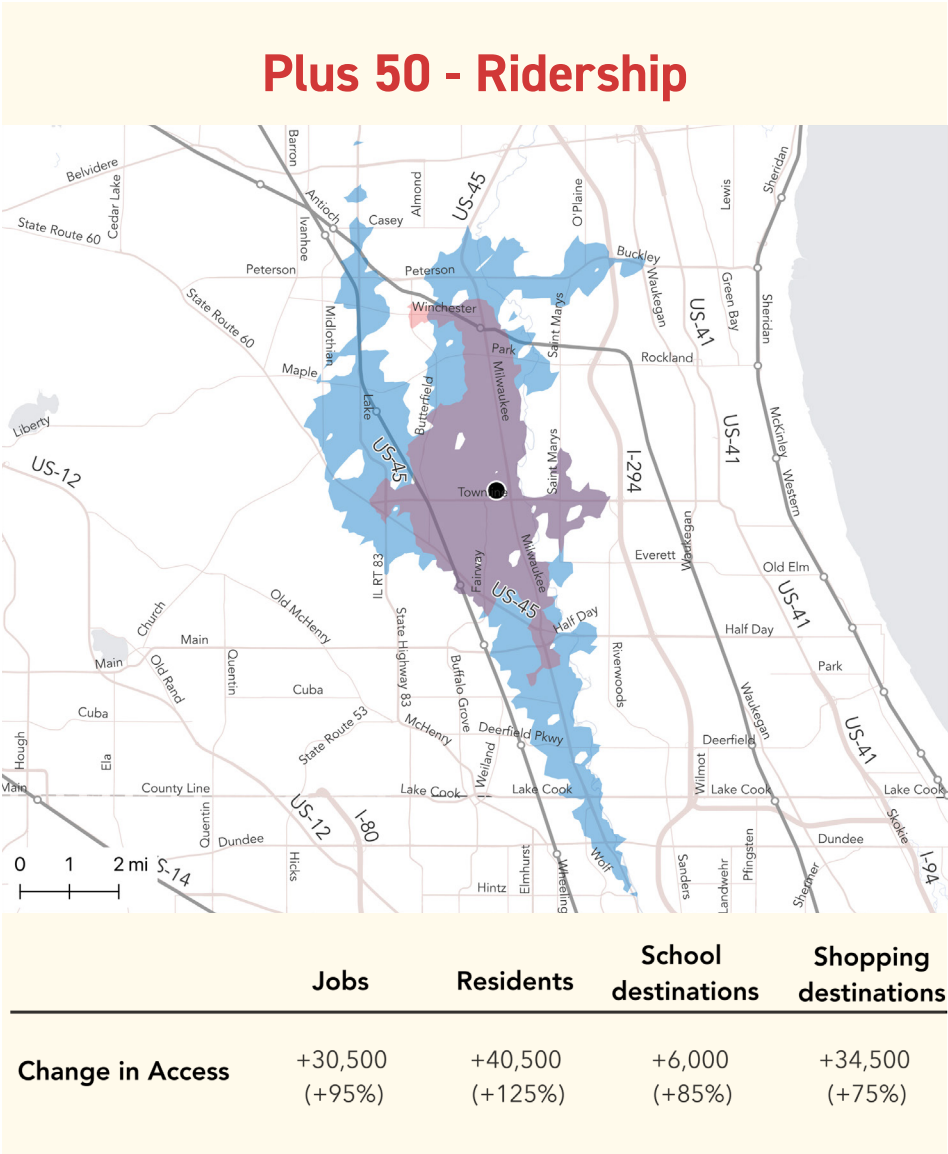 Plus 50 - Ridership
Barron
Belvidere
Cedar Lake
Antioch
Almond
US-45
O'Plaine
Lewis
Sheridan
State Route 60
Ivanhoe
Casey
Peterson
Peterson
Buckley
State Route 60
Midlothian
Winchester
Saint Marys
Waukegan
US-41
Green Bay
Sheridan
Park
Rockland
Maple
Milwaukee
Lake
Butterfield
Liberty
US-45
Saint Marys
I-294
US-41
McKinley
US-12
Western
Townline
Waukegan
Milwaukee
Everett
Old Elm
IL RT 83
Fairway
US-45
US-41
Church
Old McHenry
Half Day
Half Day
Main
State Highway 83
Main
Old Rand
Quentin
Buffalo Grove
Riverwoods
Park
Cuba
Cuba
State Route 53
McHenry
Waukegan
US-41
Hough
Ela
Deerfield Pkwy
Deerfield
Weiland
Wilmot
Main
County Line
Lake Cook
Lake Cook
Lake Cook
Lake Cook
Quentin
US-12
I-80
Dundee
Dundee
Skokie
0 1 2 mi
S-14
Hicks
Hintz
Elmhurst
Wheeling
Wolf
Sanders
Landwehr
Pfingsten
Shermer
I-94
Jobs
Residents
School
destinations
Shopping
destinations
Change in Access
+30,500
(+95%)
+40,500
(+125%)
+6,000
(+85%)
+34,500
(+75%)